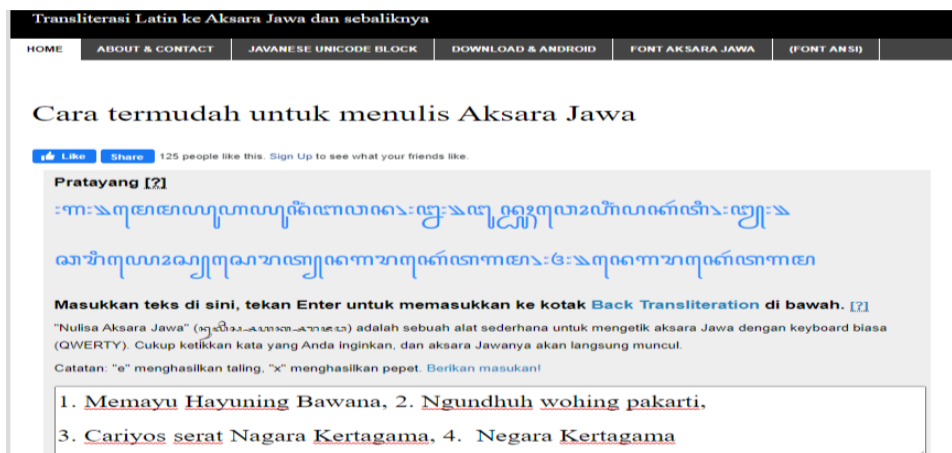 Transliterasi Latin ke Aksara Jawa dan sebaliknya
HOME ABOUT & CONTACT JAVANESE UNICODE BLOCK DOWNLOAD & ANDROID FONT AKSARA JAWA (FONT ANSI)
Cara termudah untuk menulis Aksara Jawa
Like Share 125 people like this. Sign Up to see what your friends like.
Pratayang [?]
Masukkan teks di sini, tekan Enter untuk memasukkan ke kotak Back Transliteration di bawah. [?]
"Nulisa Aksara Jawa" () adalah sebuah alat sederhana untuk mengetik aksara Jawa dengan keyboard biasa
(QWERTY). Cukup ketikkan kata yang Anda inginkan, dan aksara Jawanya akan langsung muncul.
Catatan: "e" menghasilkan taling, "x" menghasilkan pepet. Berikan masukan!
1. Memayu Hayuning Bawana, 2. Ngundhuh wohing pakarti,
3. Cariyos serat Nagara Kertagama, 4. Negara Kertagama